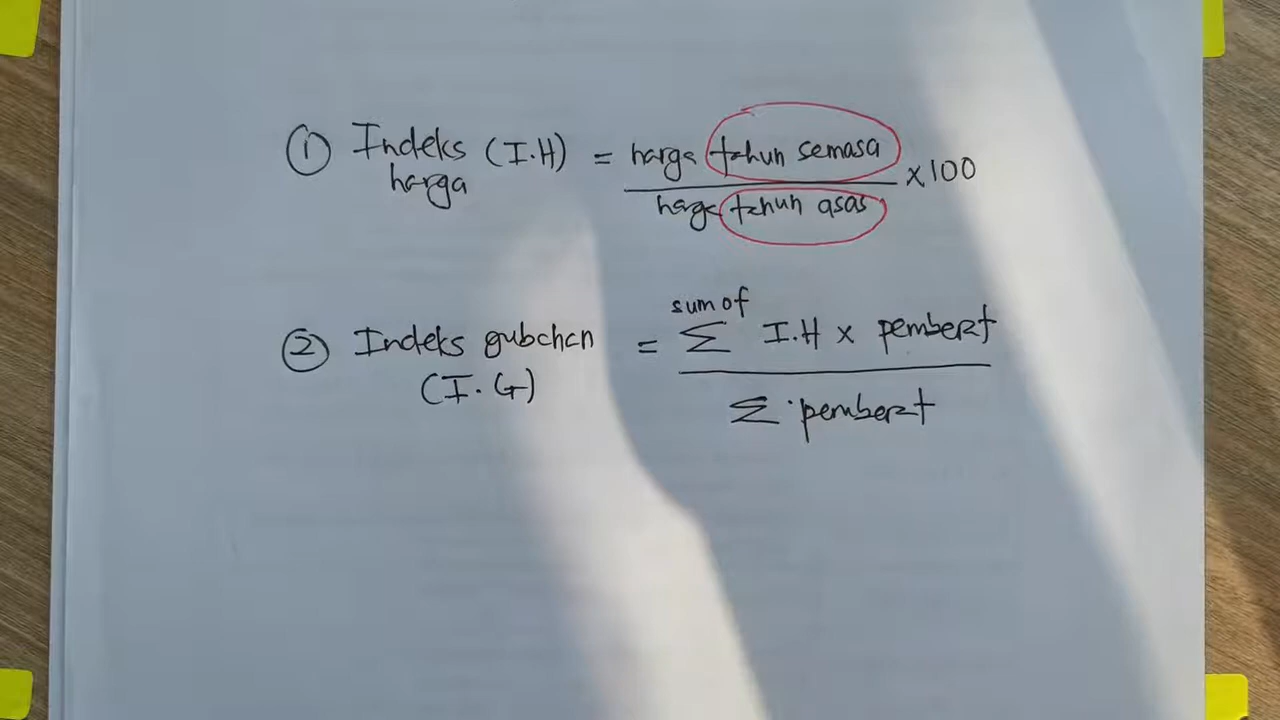 ① Indeks (I.H) = harga tahun semasa
harga
harga tahun asas
×100
② Indeks gubahan
(I.G)
=
sum of
Σ I.H × pemberat
Σ pemberat